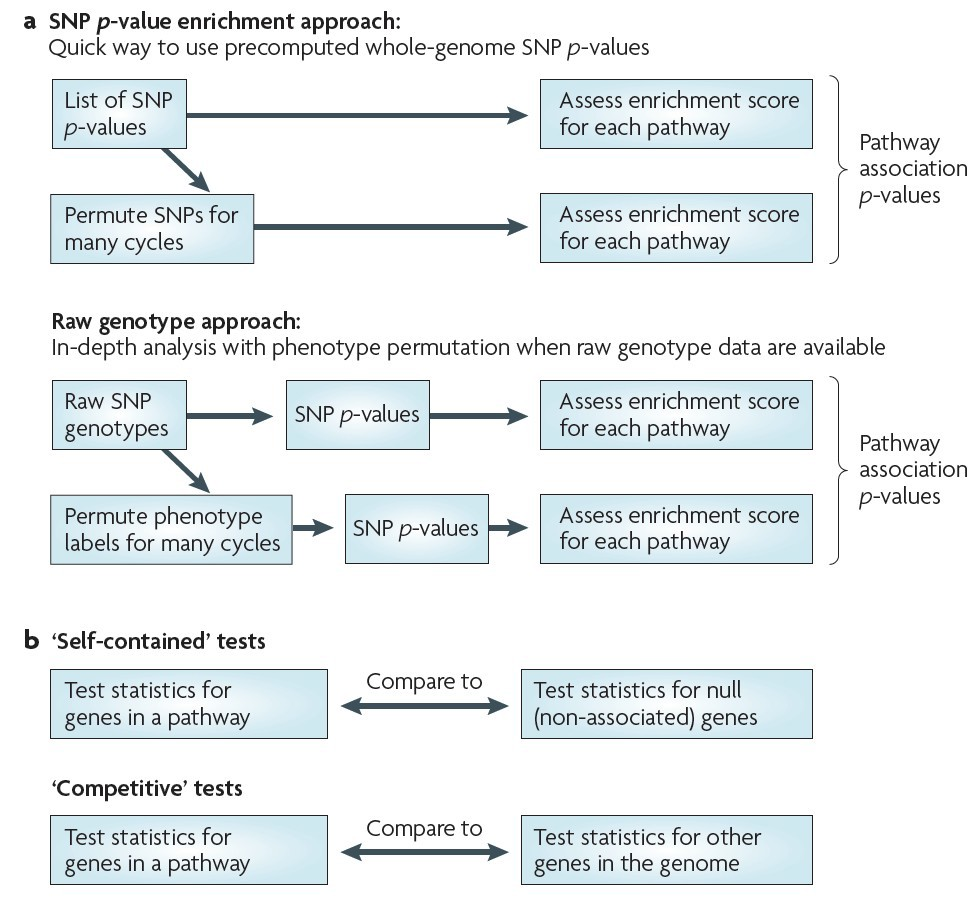 a SNP p-value enrichment approach:
Quick way to use precomputed whole-genome SNP p-values
List of SNP
p-values
Assess enrichment score
for each pathway
Permute SNPs for
many cycles
Assess enrichment score
for each pathway
Pathway
association
p-values
Raw genotype approach:
In-depth analysis with phenotype permutation when raw genotype data are available
Raw SNP
genotypes
SNP p-values
Assess enrichment score
for each pathway
Permute phenotype
labels for many cycles
SNP p-values
Assess enrichment score
for each pathway
Pathway
association
p-values
b ‘Self-contained’ tests
Test statistics for
genes in a pathway
Compare to
Test statistics for null
(non-associated) genes
‘Competitive’ tests
Test statistics for
genes in a pathway
Compare to
Test statistics for other
genes in the genome